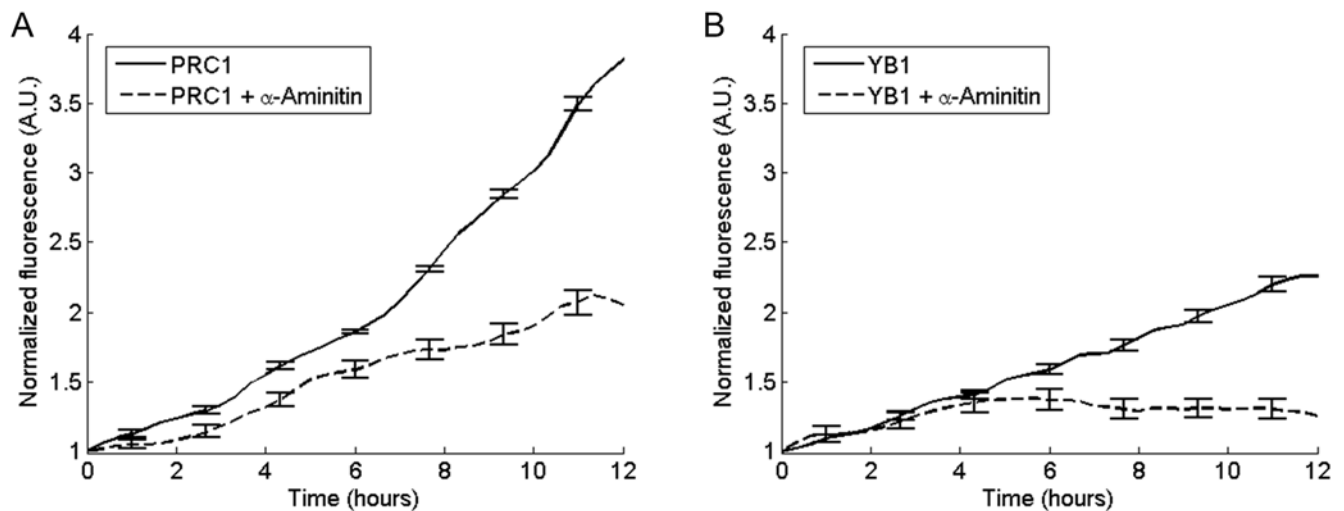 A
PRC1
PRC1 + α-Aminitin
Normalized fluorescence (A.U.)
4
3.5
3
2.5
2
1.5
1
0 2 4 6 8 10 12
Time (hours)
B
YB1
YB1 + α-Aminitin
Normalized fluorescence (A.U.)
4
3.5
3
2.5
2
1.5
1
0 2 4 6 8 10 12
Time (hours)